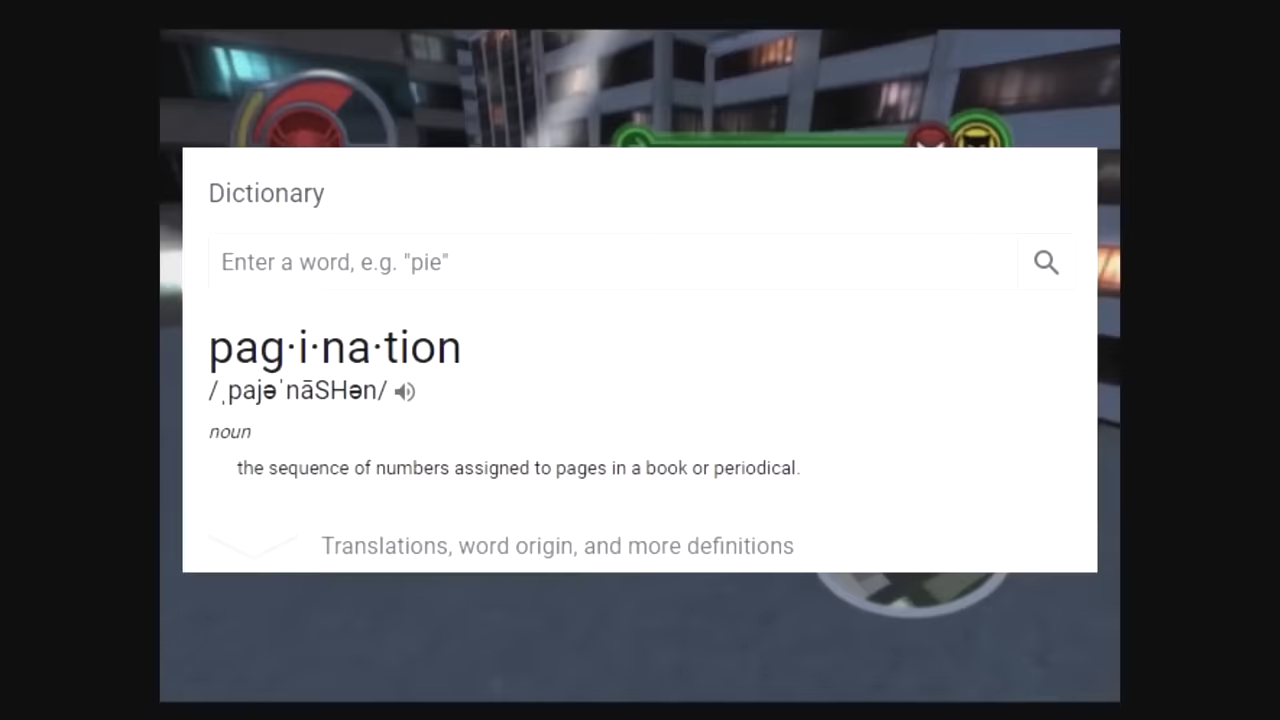 Dictionary
Enter a word, e.g. "pie"
pag·i·na·tion
/ˌpajəˈnāSHən/
noun
the sequence of numbers assigned to pages in a book or periodical.
Translations, word origin, and more definitions